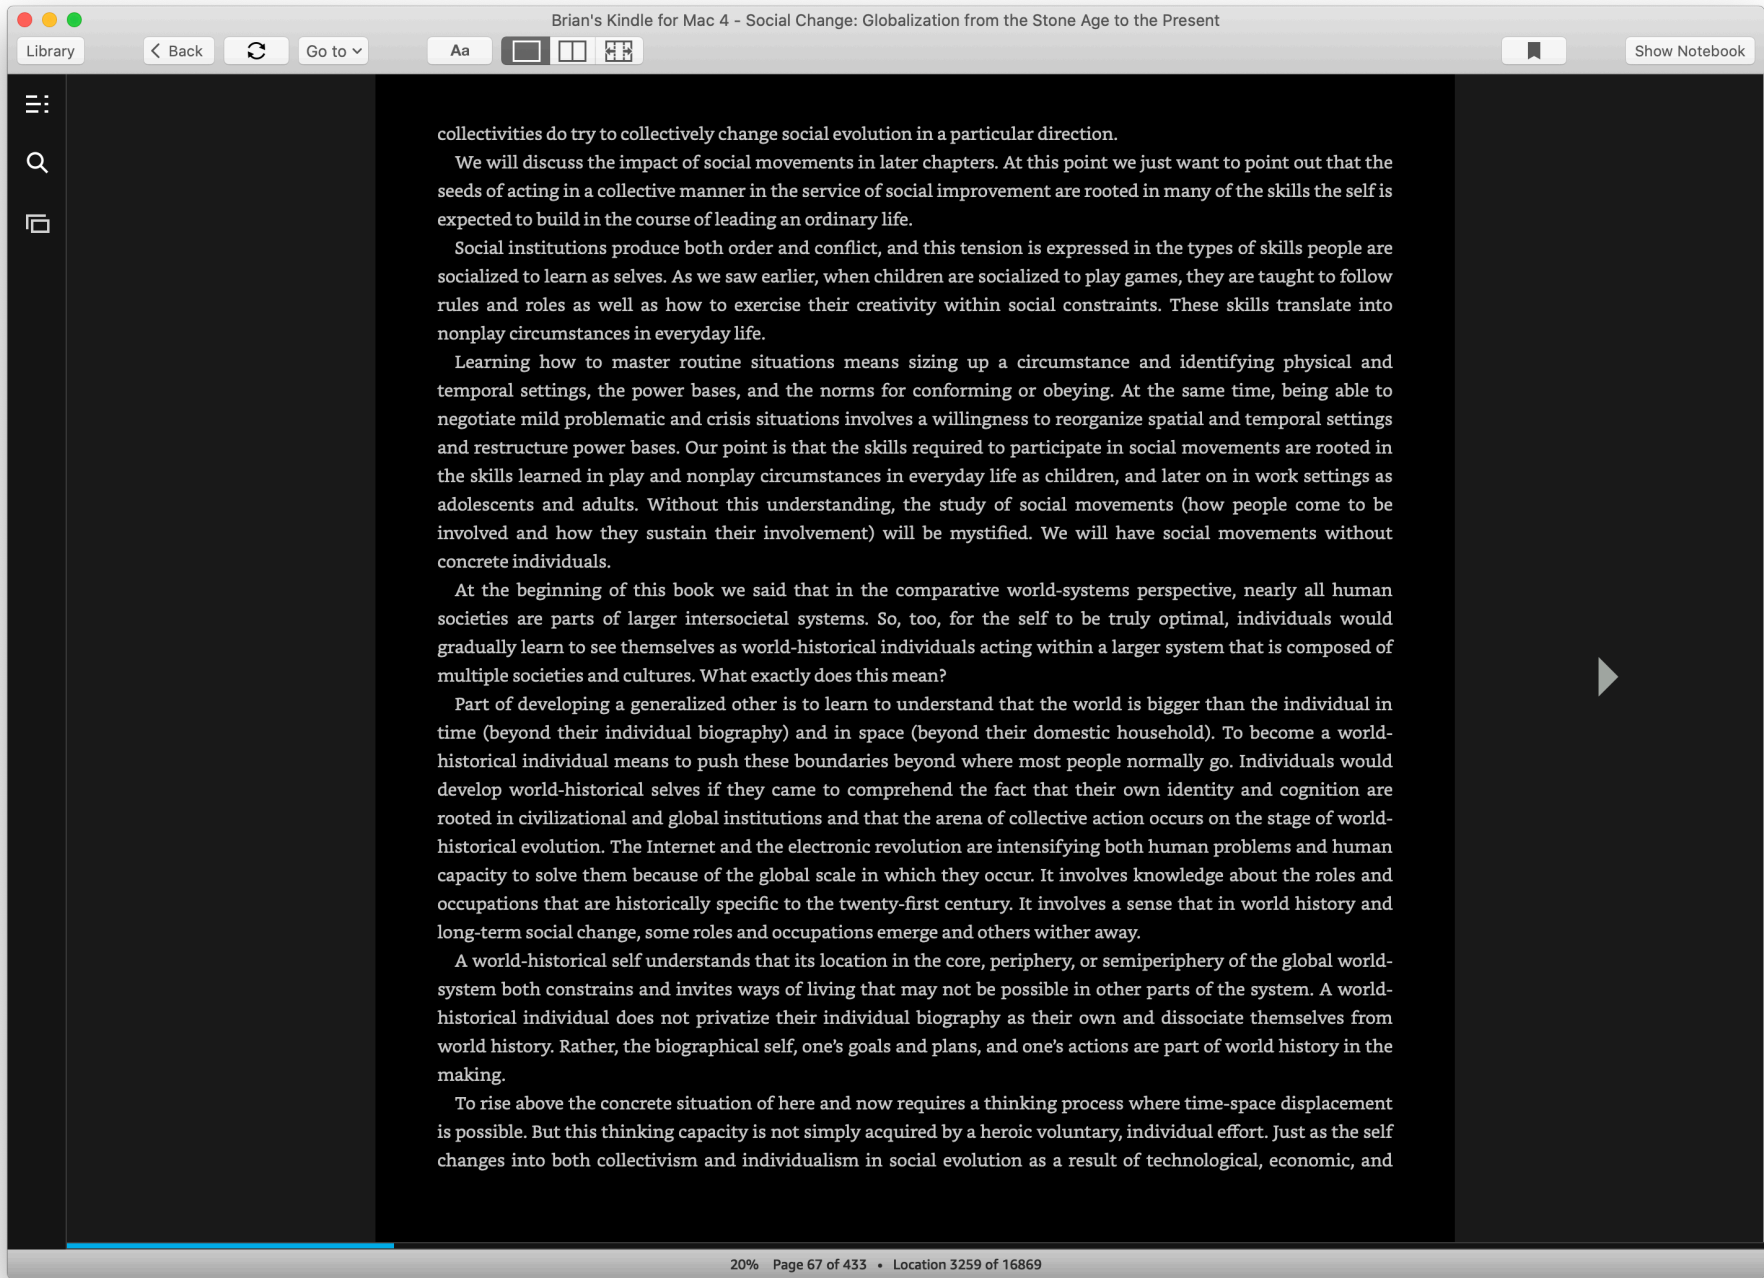 Brian's Kindle for Mac 4 - Social Change: Globalization from the Stone Age to the Present
Library
Back
Go to
Aa
Show Notebook
collectivities do try to collectively change social evolution in a particular direction.
We will discuss the impact of social movements in later chapters. At this point we just want to point out that the
seeds of acting in a collective manner in the service of social improvement are rooted in many of the skills the self is
expected to build in the course of leading an ordinary life.
Social institutions produce both order and conflict, and this tension is expressed in the types of skills people are
socialized to learn as selves. As we saw earlier, when children are socialized to play games, they are taught to follow
rules and roles as well as how to exercise their creativity within social constraints. These skills translate into
nonplay circumstances in everyday life.
Learning how to master routine situations means sizing up a circumstance and identifying physical and
temporal settings, the power bases, and the norms for conforming or obeying. At the same time, being able to
negotiate mild problematic and crisis situations involves a willingness to reorganize spatial and temporal settings
and restructure power bases. Our point is that the skills required to participate in social movements are rooted in
the skills learned in play and nonplay circumstances in everyday life as children, and later on in work settings as
adolescents and adults. Without this understanding, the study of social movements (how people come to be
involved and how they sustain their involvement) will be mystified. We will have social movements without
concrete individuals.
At the beginning of this book we said that in the comparative world-systems perspective, nearly all human
societies are parts of larger intersocietal systems. So, too, for the self to be truly optimal, individuals would
gradually learn to see themselves as world-historical individuals acting within a larger system that is composed of
multiple societies and cultures. What exactly does this mean?
Part of developing a generalized other is to learn to understand that the world is bigger than the individual in
time (beyond their individual biography) and in space (beyond their domestic household). To become a world-
historical individual means to push these boundaries beyond where most people normally go. Individuals would
develop world-historical selves if they came to comprehend the fact that their own identity and cognition are
rooted in civilizational and global institutions and that the arena of collective action occurs on the stage of world-
historical evolution. The Internet and the electronic revolution are intensifying both human problems and human
capacity to solve them because of the global scale in which they occur. It involves knowledge about the roles and
occupations that are historically specific to the twenty-first century. It involves a sense that in world history and
long-term social change, some roles and occupations emerge and others wither away.
A world-historical self understands that its location in the core, periphery, or semiperiphery of the global world-
system both constrains and invites ways of living that may not be possible in other parts of the system. A world-
historical individual does not privatize their individual biography as their own and dissociate themselves from
world history. Rather, the biographical self, one’s goals and plans, and one’s actions are part of world history in the
making.
To rise above the concrete situation of here and now requires a thinking process where time-space displacement
is possible. But this thinking capacity is not simply acquired by a heroic voluntary, individual effort. Just as the self
changes into both collectivism and individualism in social evolution as a result of technological, economic, and
20% Page 67 of 433 • Location 3259 of 16869